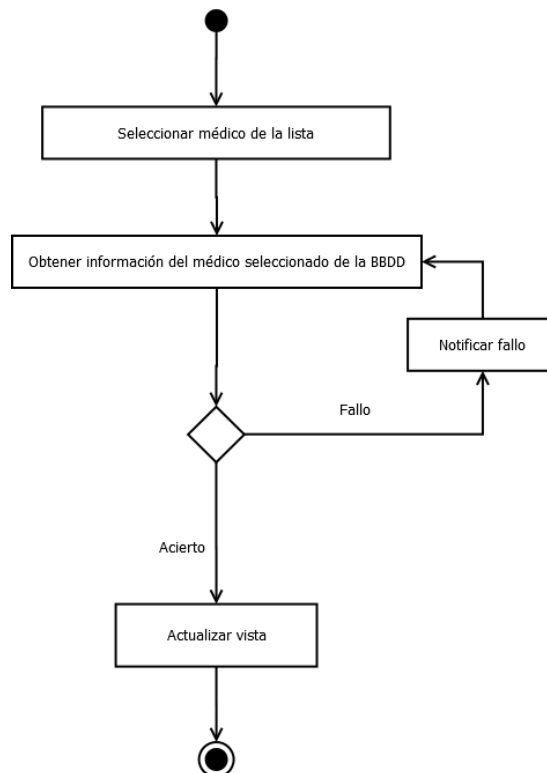 Seleccionar médico de la lista
Obtener información del médico seleccionado de la BBDD
Notificar fallo
Fallo
Acierto
Actualizar vista